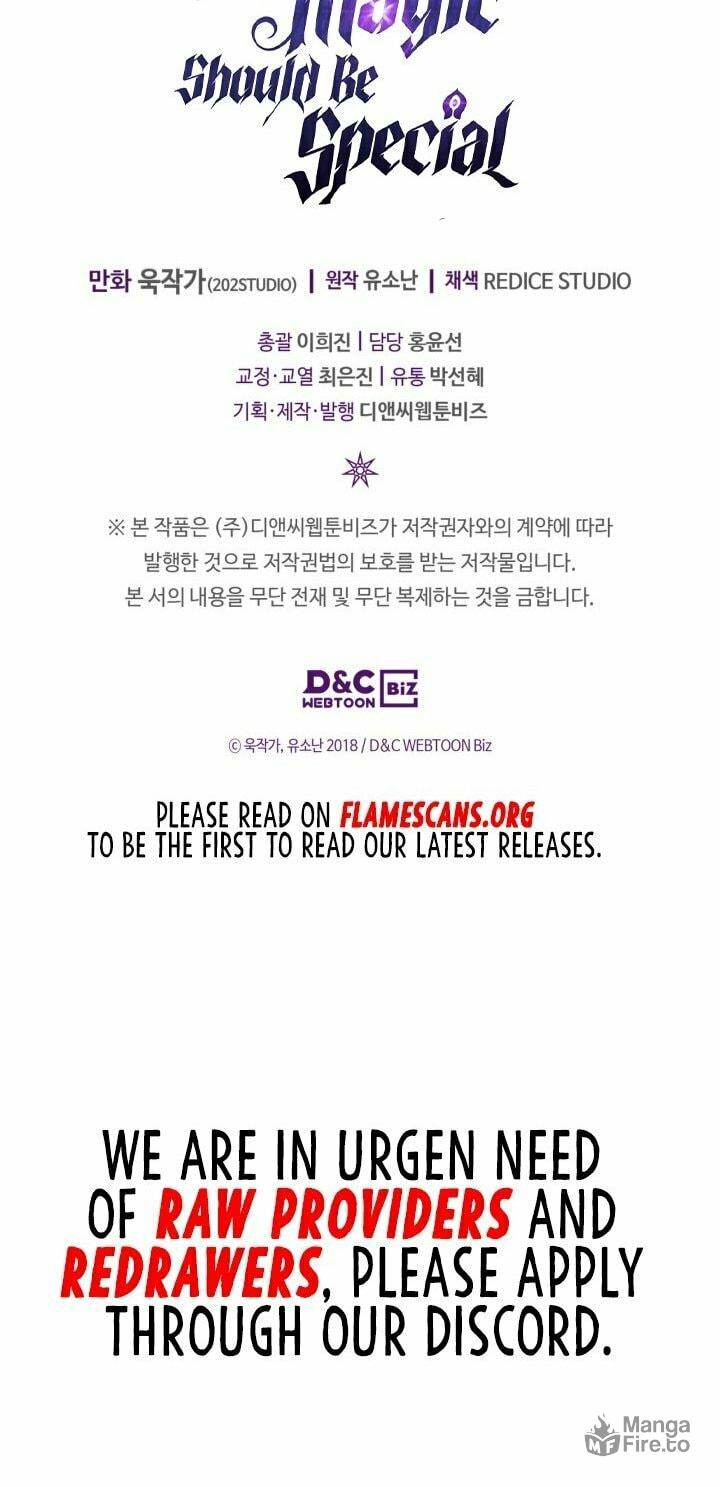 Magic
Should Be
Special
만화 욱작가(202STUDIO) | 원작 유소난 | 채색 REDICE STUDIO
총괄 이희진 | 담당 홍윤선
교정·교열 최은진 | 유통 박선혜
기획·제작·발행 디앤씨웹툰비즈
※ 본 작품은 (주)디앤씨웹툰비즈가 저작권자와의 계약에 따라
발행한 것으로 저작권법의 보호를 받는 저작물입니다.
본 서의 내용을 무단 전재 및 무단 복제하는 것을 금합니다.
D&C
WEBTOON BiZ
© 욱작가, 유소난 2018 / D&C WEBTOON Biz
PLEASE READ ON FLAMESCANS.ORG
TO BE THE FIRST TO READ OUR LATEST RELEASES.
WE ARE IN URGEN NEED
OF RAW PROVIDERS AND
REDRAWERS, PLEASE APPLY
THROUGH OUR DISCORD.
Manga
MF Fire.to